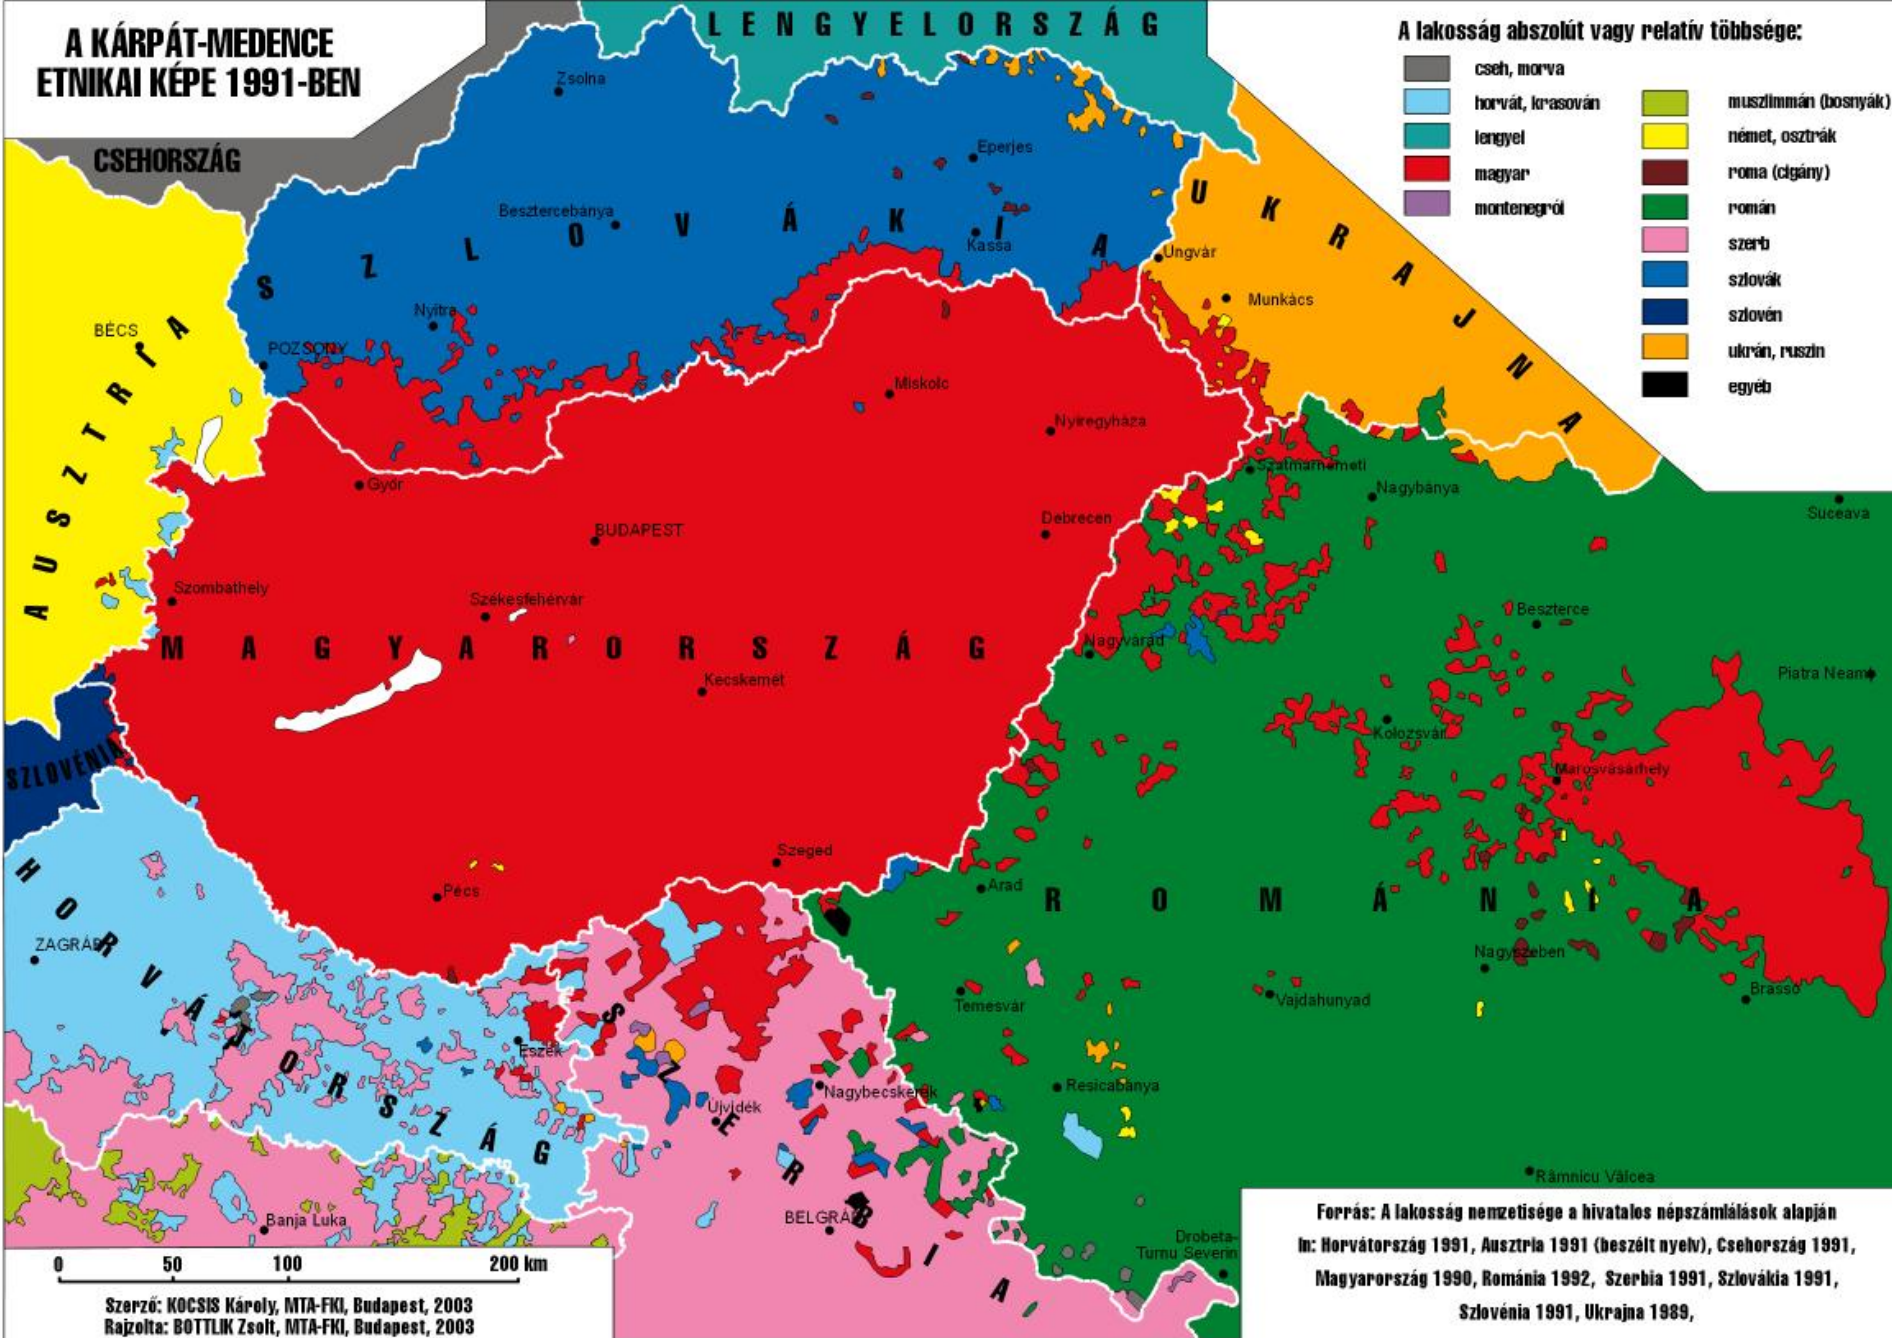 A KÁRPÁT-MEDENCE
ETNIKAI KÉPE 1991-BEN
LENGYELORSZÁG
CSEHORSZÁG
SZLOVÁKIA
UKRAJNA
AUSZTRIA
MAGYARORSZÁG
SZLOVÉNIA
HORVÁTORSZÁG
SZERBIA
ROMÁNIA
Zsolna
Eperjes
Besztercebánya
Kassa
Ungvár
Munkács
Nyitra
POZSONY
BÉCS
Miskolc
Nyíregyháza
Győr
Szatmárnémeti
Nagybánya
Suceava
BUDAPEST
Debrecen
Szombathely
Székesfehérvár
Beszterce
Nagyvárad
Kecskemét
Piatra Neamț
Kolozsvár
Marosvásárhely
Szeged
Pécs
Arad
ZAGRÁB
Nagyszeben
Brassó
Temesvár
Vajdahunyad
Eszék
Nagybecskerek
Resicabánya
Újvidék
Râmnicu Vâlcea
BELGRÁD
Banja Luka
Drobeta-
Turnu Severin
A lakosság abszolút vagy relatív többsége:
cseh, morva
horvát, krasován
lengyel
magyar
montenegrói
muszlimmán (bosnyák)
német, osztrák
roma (cigány)
román
szerb
szlovák
szlovén
ukrán, ruszin
egyéb
0 50 100 200 km
Szerző: KOCSIS Károly, MTA-FKI, Budapest, 2003
Rajzolta: BOTTLIK Zsolt, MTA-FKI, Budapest, 2003
Forrás: A lakosság nemzetisége a hivatalos népszámlálások alapján
In: Horvátország 1991, Ausztria 1991 (beszélt nyelv), Csehország 1991,
Magyarország 1990, Románia 1992, Szerbia 1991, Szlovákia 1991,
Szlovénia 1991, Ukrajna 1989,